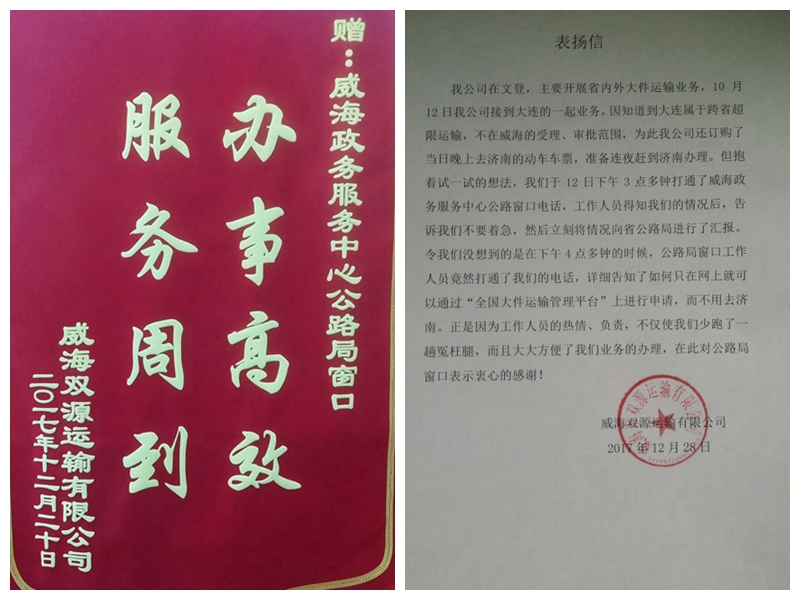 赠：威海政务服务中心公路局窗口
办事高效
服务周到
威海双源运输有限公司
二〇一七年十二月二十日
表扬信
我公司在文登，主要开展省内外大件运输业务，10 月
12 日我公司接到大连的一起业务，因知道到大连属于跨省超
限运输，不在威海的受理、审批范围，为此我公司还订购了
当日晚上去济南的动车车票，准备连夜赶到济南办理。但抱
着试一试的想法，我们于 12 日下午 3 点多钟打通了威海政
务服务中心公路窗口电话，工作人员得知我们的情况后，告
诉我们不要着急，然后立刻将情况向省公路局进行了汇报。
令我们没想到的是在下午 4 点多钟的时候，公路局窗口工作
人员竟然打通了我们的电话，详细告知了如何只在网上就可
以通过“全国大件运输管理平台”上进行申请，而不用去济
南。正是因为工作人员的热情、负责，不仅使我们少跑了一
趟冤枉腿，而且大大方便了我们业务的办理，在此对公路局
窗口表示衷心的感谢！
威海双源运输有限公司
2017 年 12 月 28 日
威海双源运输有限公司